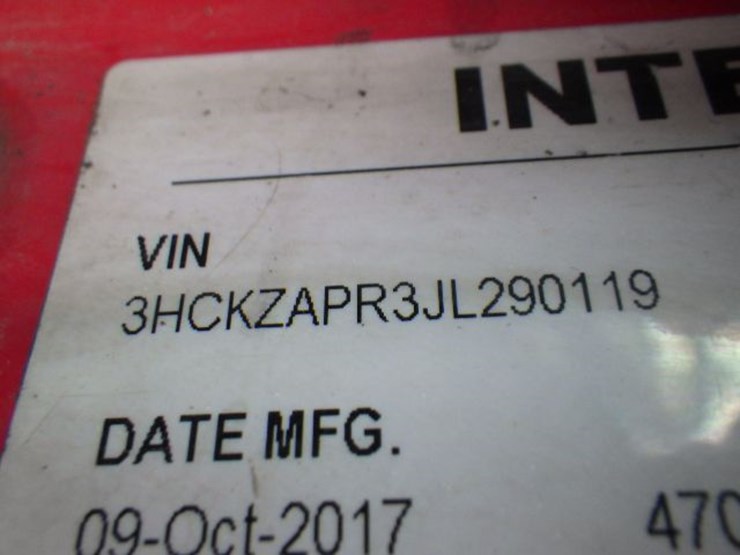 INTE
VIN
3HCKZAPR3JL290119
DATE MFG.
09-Oct-2017 470